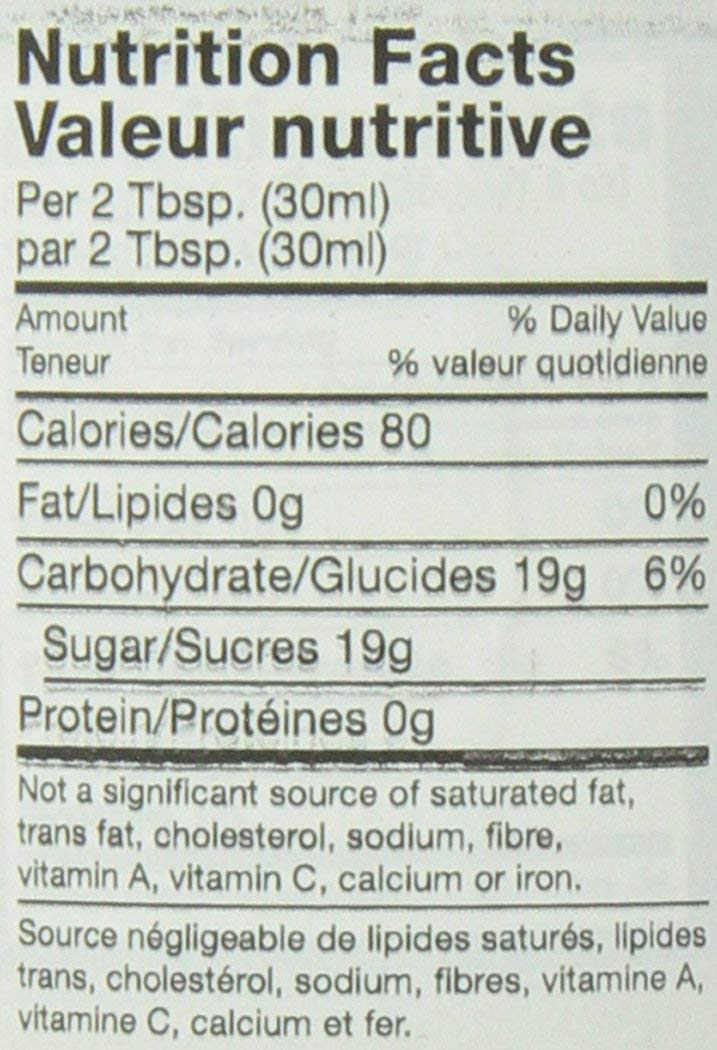 Nutrition Facts
Valeur nutritive
Per 2 Tbsp. (30ml)
par 2 Tbsp. (30ml)
Amount % Daily Value
Teneur % valeur quotidienne
Calories/Calories 80
Fat/Lipides 0g 0%
Carbohydrate/Glucides 19g 6%
Sugar/Sucres 19g
Protein/Protéines 0g
Not a significant source of saturated fat,
trans fat, cholesterol, sodium, fibre,
vitamin A, vitamin C, calcium or iron.
Source négligeable de lipides saturés, lipides
trans, cholestérol, sodium, fibres, vitamine A,
vitamine C, calcium et fer.